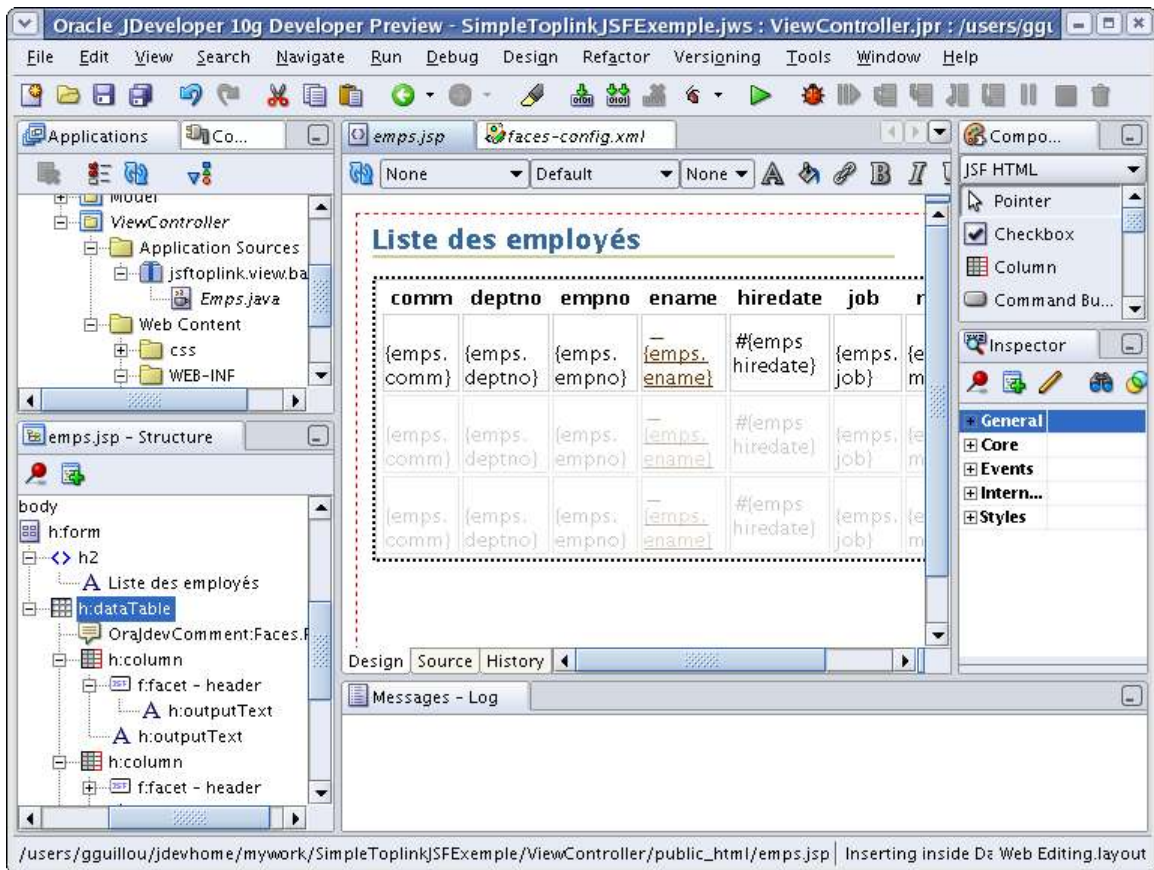 Oracle JDeveloper 10g Developer Preview - SimpleToplinkJSFExemple.jws : ViewController.jpr : /users/ggu
File Edit View Search Navigate Run Debug Design Refactor Versioning Tools Window Help
Applications Co...
Model
ViewController
Application Sources
jsftoplink.view.ba
Emps.java
Web Content
css
WEB-INF
emps.jsp - Structure
body
h:form
h2
Liste des employés
h:dataTable
OraJdevComment:Faces.
h:column
f:facet - header
h:outputText
h:outputText
h:column
f:facet - header
emps.jsp faces-config.xml
None Default None A B I U
Liste des employés
comm deptno empno ename hiredate job
{emps. {emps. {emps. {emps. #{emps {emps. {e
comm} deptno} empno} ename} hiredate} job} m
{emps. {emps. {emps. {emps. #{emps {emps. {e
comm} deptno} empno} ename} hiredate} job} m
{emps. {emps. {emps. {emps. #{emps {emps. {e
comm} deptno} empno} ename} hiredate} job} m
Design Source History
Messages - Log
Compo...
JSF HTML
Pointer
Checkbox
Column
Command Bu...
Inspector
General
Core
Events
Intern...
Styles
/users/gguillou/jdevhome/mywork/SimpleToplinkJSFExemple/ViewController/public_html/emps.jsp Inserting inside Da Web Editing.layout